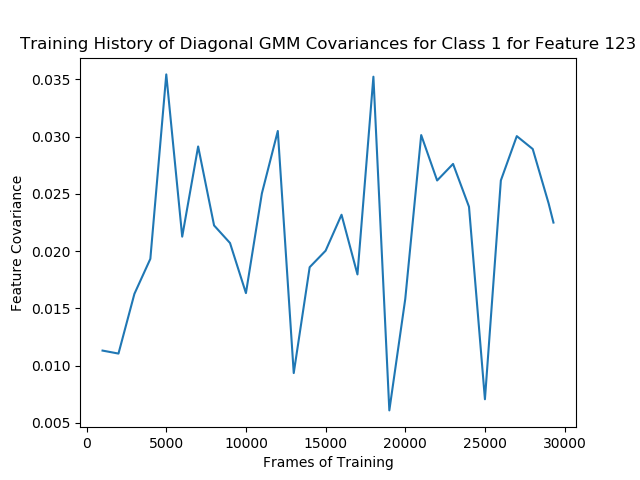 Training History of Diagonal GMM Covariances for Class 1 for Feature 123
0.035
0.030
0.025
0.020
0.015
0.010
0.005
Feature Covariance
0 5000 10000 15000 20000 25000 30000
Frames of Training